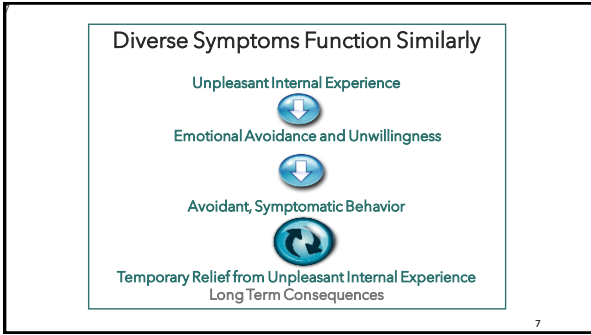 Diverse Symptoms Function Similarly
Unpleasant Internal Experience
Emotional Avoidance and Unwillingness
Avoidant, Symptomatic Behavior
Temporary Relief from Unpleasant Internal Experience
Long Term Consequences
7